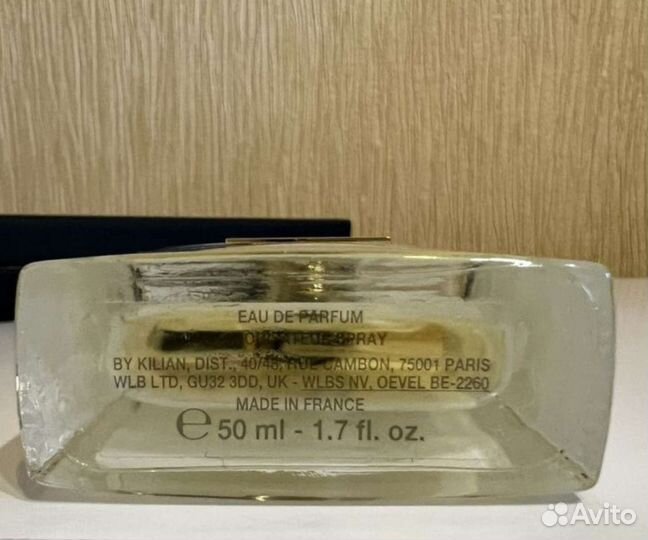 EAU DE PARFUM
SPRAY
BY KILIAN, DIST., 40/48, RUE CAMBON, 75001 PARIS
WLB LTD, GU32 3DD, UK - WLBS NV, OEVEL BE-2260
MADE IN FRANCE
℮ 50 ml - 1.7 fl. oz.
Avito